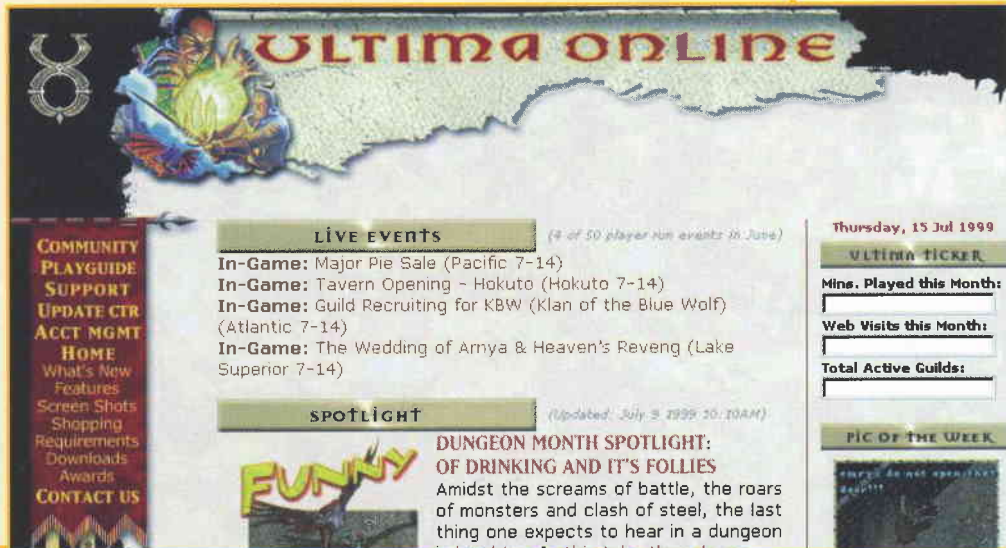 ULTIMA ONLINE
COMMUNITY
PLAYGUIDE
SUPPORT
UPDATE CTR
ACCT MGMT
HOME
What's New
Features
Screen Shots
Shopping
Requirements
Downloads
Awards
CONTACT US
LIVE EVENTS
(4 of 50 player run events in June)
In-Game: Major Pie Sale (Pacific 7-14)
In-Game: Tavern Opening - Hokuto (Hokuto 7-14)
In-Game: Guild Recruiting for KBW (Klan of the Blue Wolf)
(Atlantic 7-14)
In-Game: The Wedding of Amya & Heaven's Reveng (Lake
Superior 7-14)
SPOTLIGHT
(Updated: July 9 1999 10:10AM)
FUNNY
DUNGEON MONTH SPOTLIGHT:
OF DRINKING AND IT'S FOLLIES
Amidst the screams of battle, the roars
of monsters and clash of steel, the last
thing one expects to hear in a dungeon
Thursday, 15 Jul 1999
ULTIMA TICKER
Mins. Played this Month:
Web Visits this Month:
Total Active Guilds:
PIC OF THE WEEK
do not open